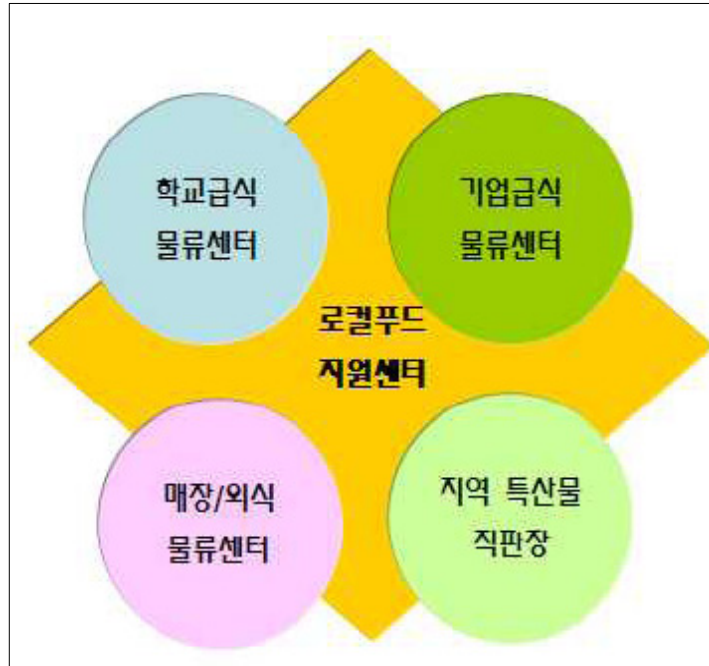 학교급식
물류센터
기업급식
물류센터
로컬푸드
지원센터
매장/외식
물류센터
지역 특산물
직판장